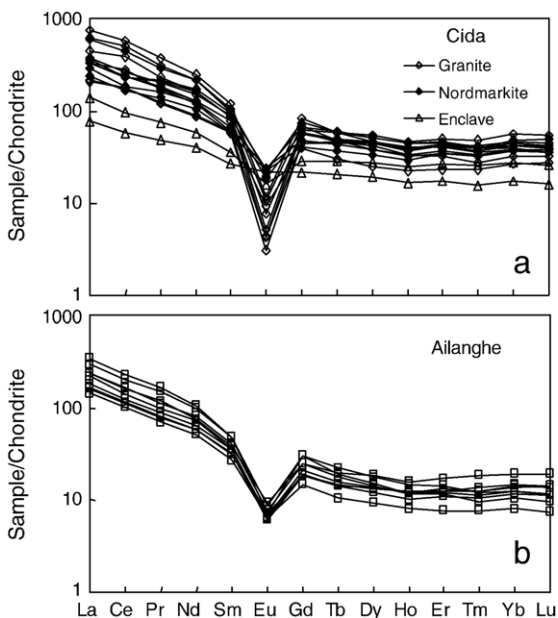 1000
100
10
1
Sample/Chondrite
Cida
Granite
Nordmarkite
Enclave
a
1000
100
10
1
Sample/Chondrite
Ailanghe
b
La Ce Pr Nd Sm Eu Gd Tb Dy Ho Er Tm Yb Lu